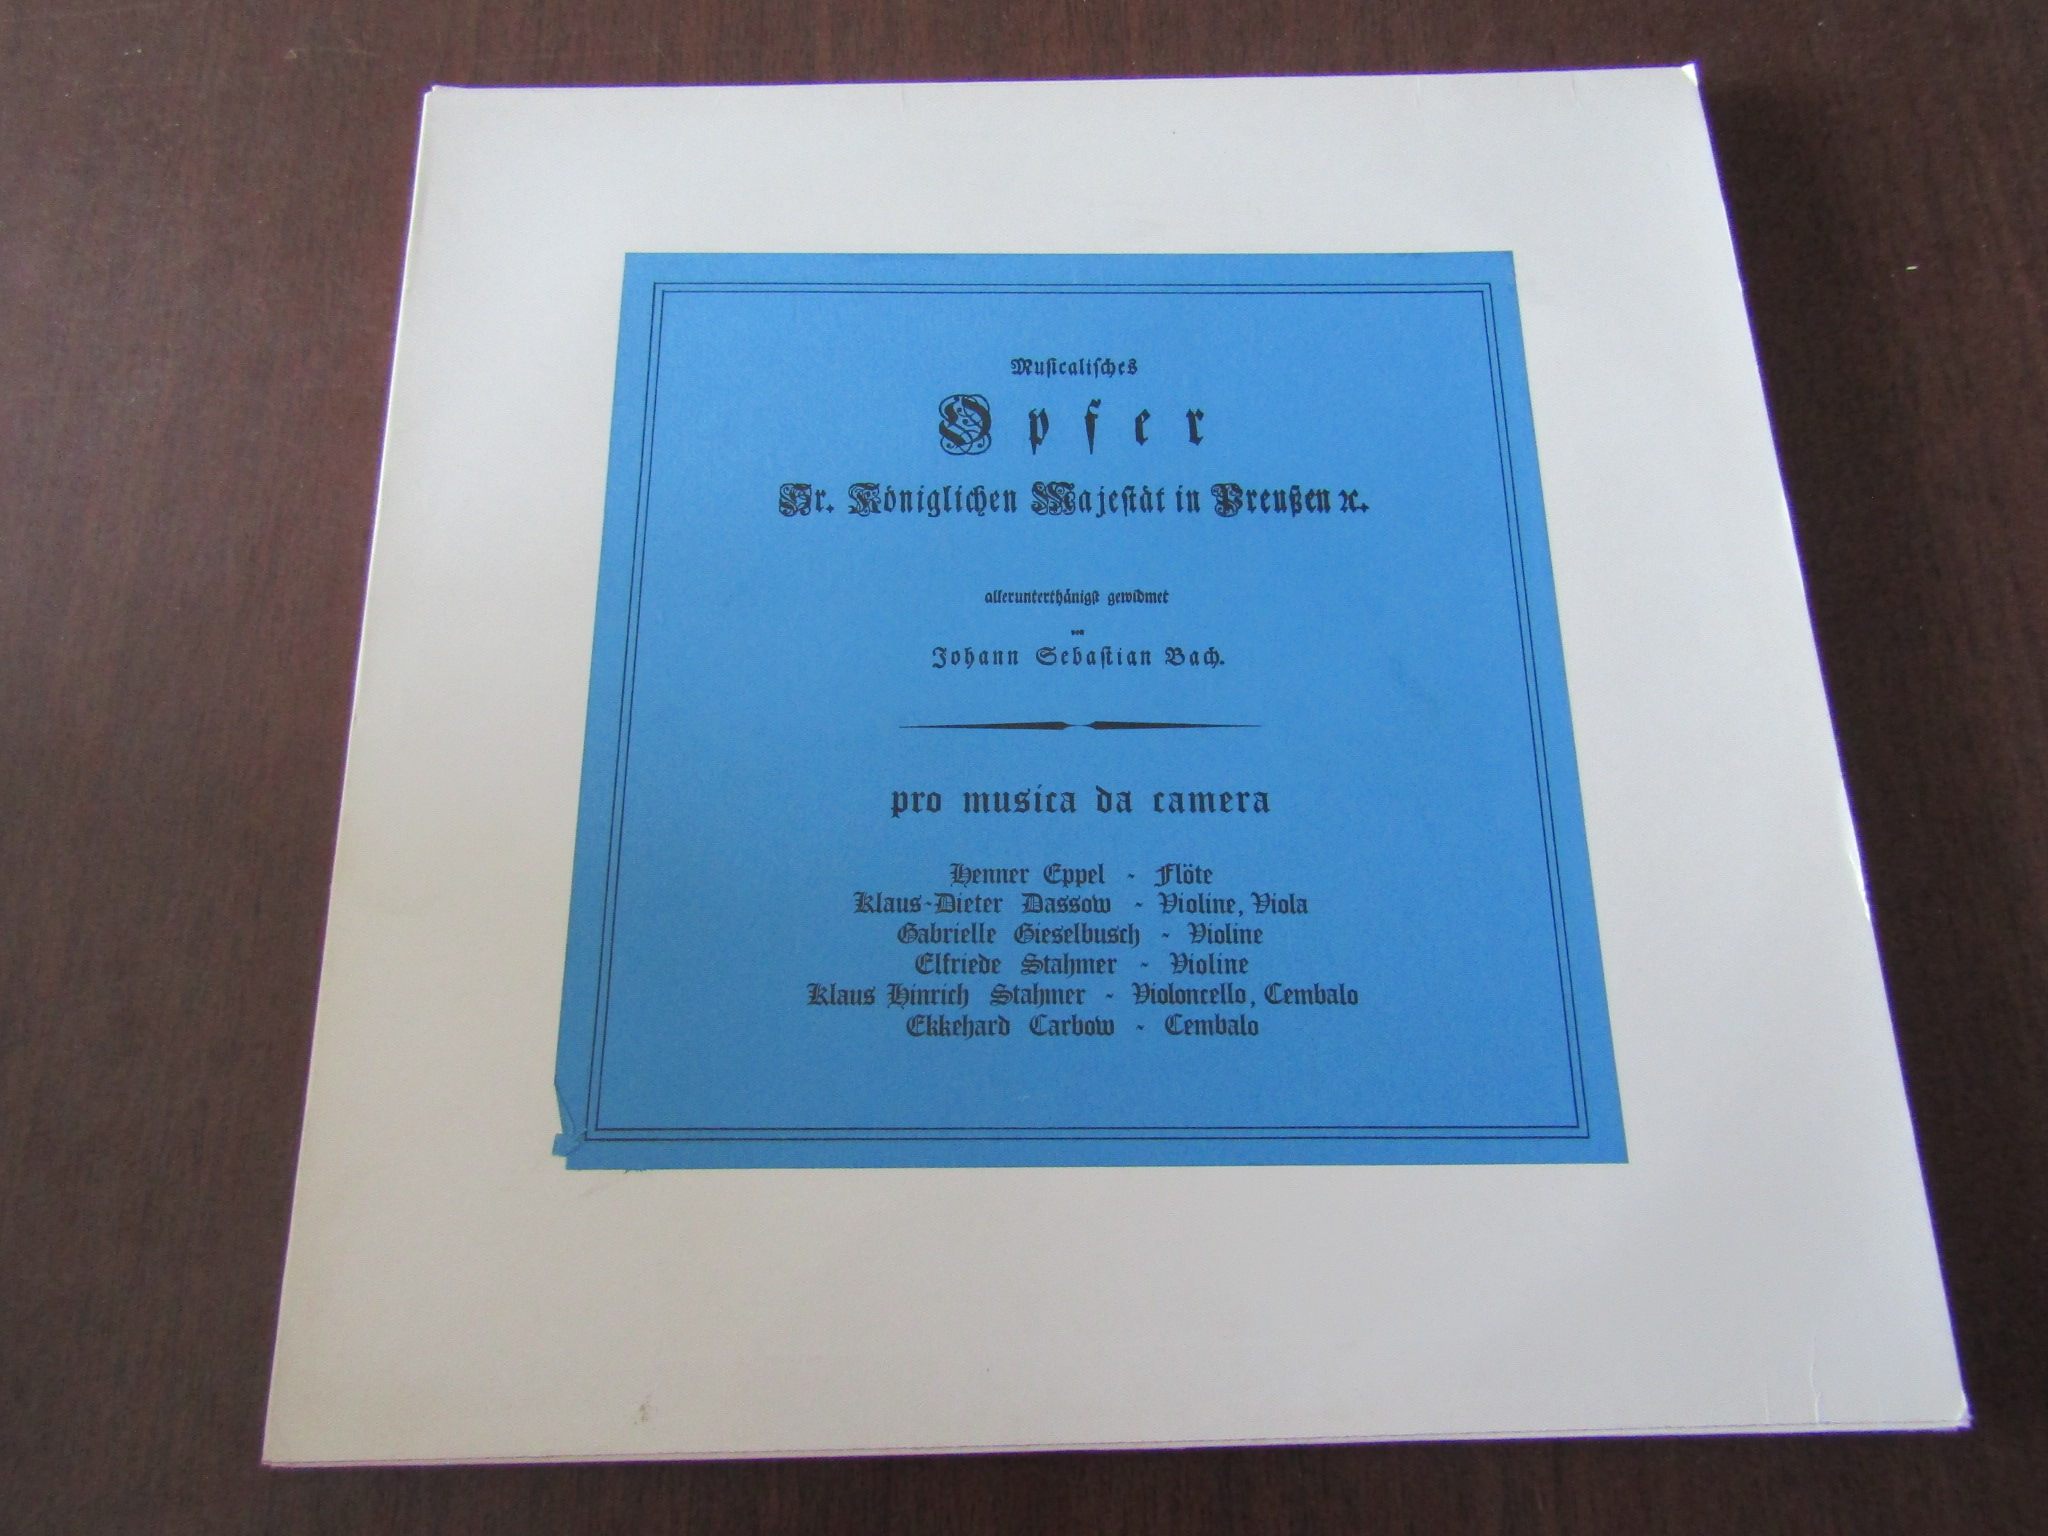 Musicalisches
Opfer
Sr. Königlichen Majestät in Preußen ꝛc.
allerunterthänigst gewidmet
von
Johann Sebastian Bach.
pro musica da camera
Henner Eppel - Flöte
Klaus-Dieter Dassow - Violine, Viola
Gabrielle Gieselbusch - Violine
Elfriede Stahmer - Violine
Klaus Hinrich Stahmer - Violoncello, Cembalo
Ekkehard Carbow - Cembalo